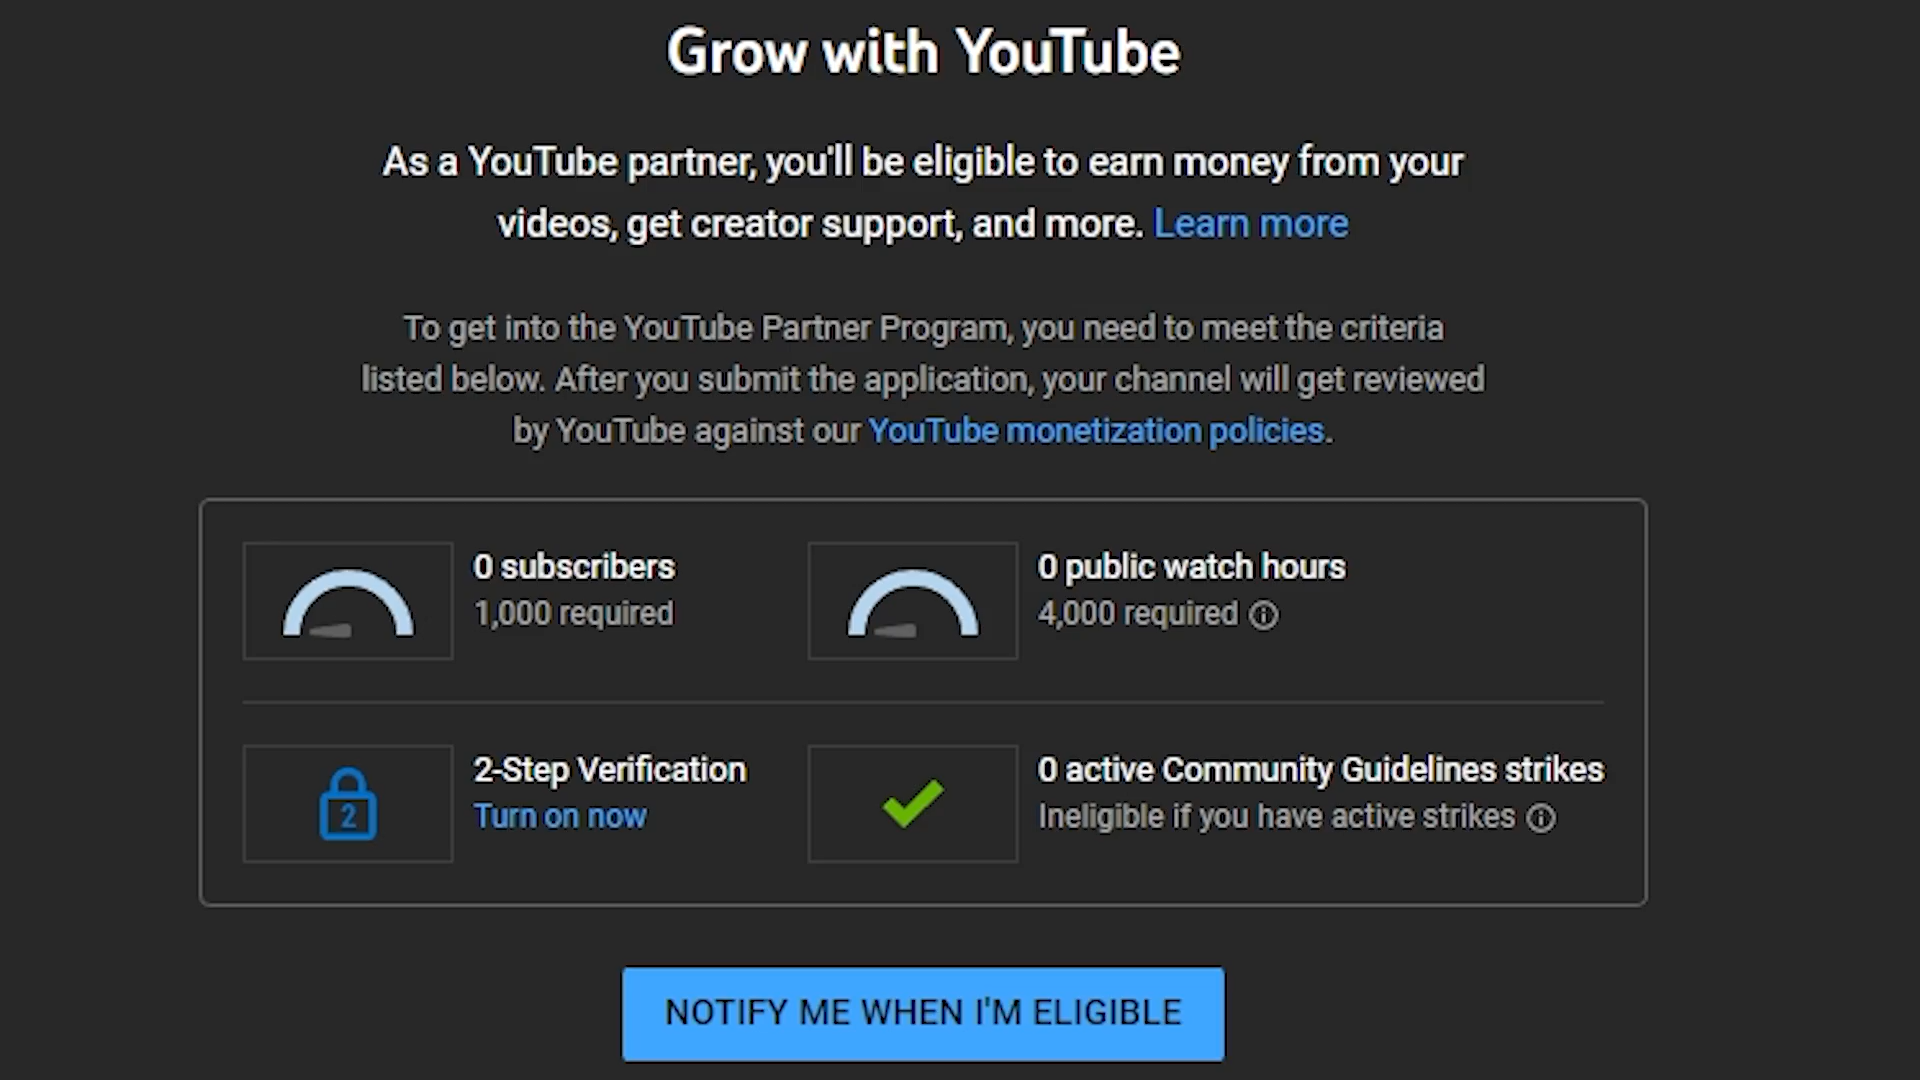 Grow with YouTube
As a YouTube partner, you'll be eligible to earn money from your
videos, get creator support, and more. Learn more
To get into the YouTube Partner Program, you need to meet the criteria
listed below. After you submit the application, your channel will get reviewed
by YouTube against our YouTube monetization policies.
0 subscribers
1,000 required
0 public watch hours
4,000 required
2
2-Step Verification
Turn on now
0 active Community Guidelines strikes
Ineligible if you have active strikes
NOTIFY ME WHEN I'M ELIGIBLE